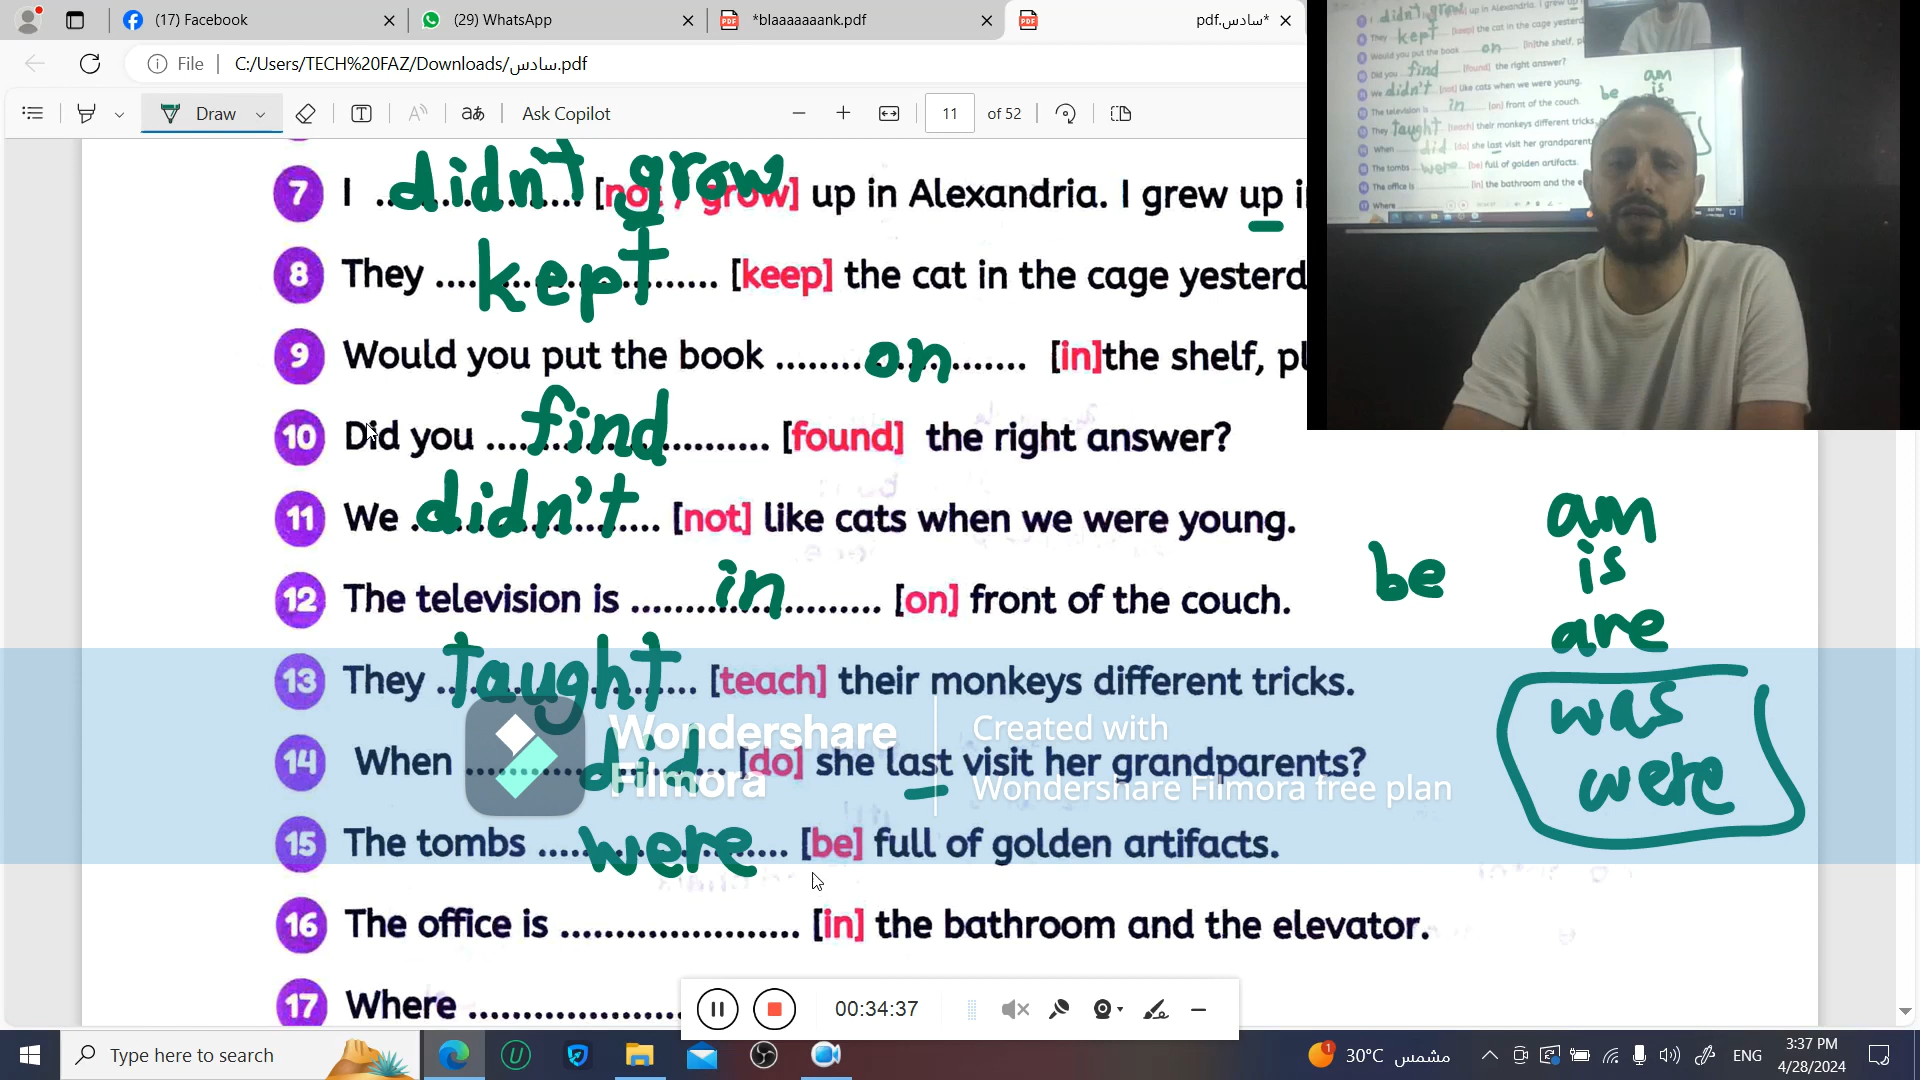 (17) Facebook
(29) WhatsApp
*blaaaaaaank.pdf
*سادس.pdf
File
C:/Users/TECH%20FAZ/Downloads/سادس.pdf
Draw
Ask Copilot
11 of 52
7 I didn't grow [not / grow] up in Alexandria. I grew up i
8 They kept [keep] the cat in the cage yesterd
9 Would you put the book on [in]the shelf, pl
10 Did you find [found] the right answer?
11 We didn't [not] like cats when we were young.
12 The television is in [on] front of the couch.
13 They Taught [teach] their monkeys different tricks.
14 When did [do] she last visit her grandparents?
15 The tombs were [be] full of golden artifacts.
16 The office is .................... [in] the bathroom and the elevator.
17 Where ..................
be
am
is
are
was
were
Wondershare
Filmora
Created with
Wondershare Filmora free plan
00:34:37
Type here to search
30°C مشمس
ENG
3:37 PM
4/28/2024